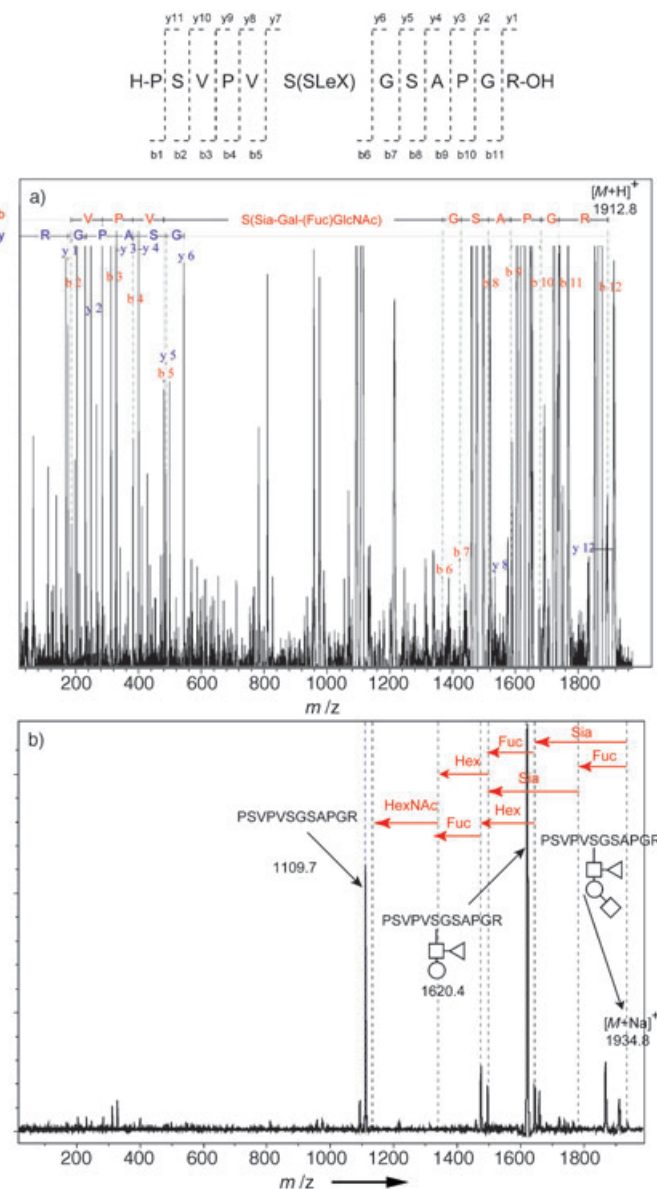 y11 y10 y9 y8 y7 y6 y5 y4 y3 y2 y1
H-P S V P V S(SLeX) G S A P G R-OH
b1 b2 b3 b4 b5 b6 b7 b8 b9 b10 b11
a)
[M+H]+
1912.8
b V P V S(Sia-Gal-(Fuc)GlcNAc) G S A P G R
y R G P A S G
y 1 y 3 y 4 y 6
b 2 b 3 b 8 b 9 b 10 b 11 b 12
y 2 b 4
y 5
b 5
b 7 y 12
b 6 y 8
200 400 600 800 1000 1200 1400 1600 1800
m /z
b)
Sia
Fuc
Fuc
Hex
Sia
HexNAc Hex
Fuc
PSVPVSGSAPGR
PSVPVSGSAPGR
1109.7
PSVPVSGSAPGR
1620.4
[M+Na]+
1934.8
200 400 600 800 1000 1200 1400 1600 1800
m /z